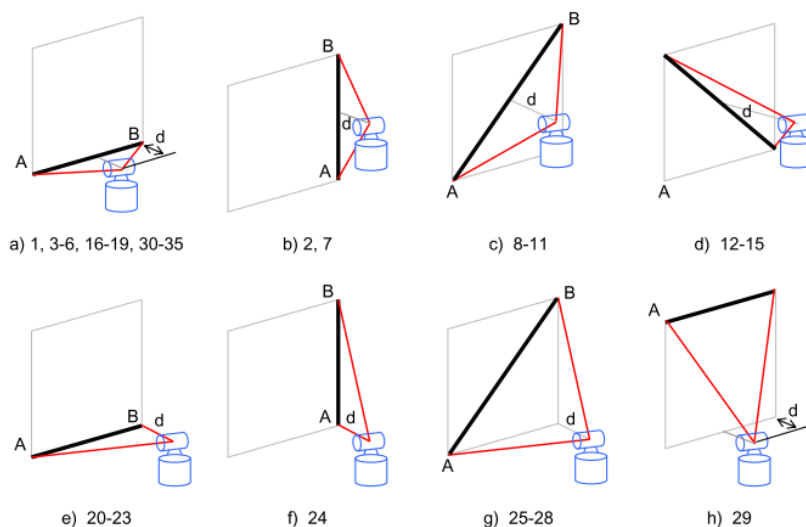 A B d
a) 1, 3-6, 16-19, 30-35
B d A
b) 2, 7
B d A
c) 8-11
d A
d) 12-15
A B d
e) 20-23
B A d
f) 24
B d A
g) 25-28
A d
h) 29